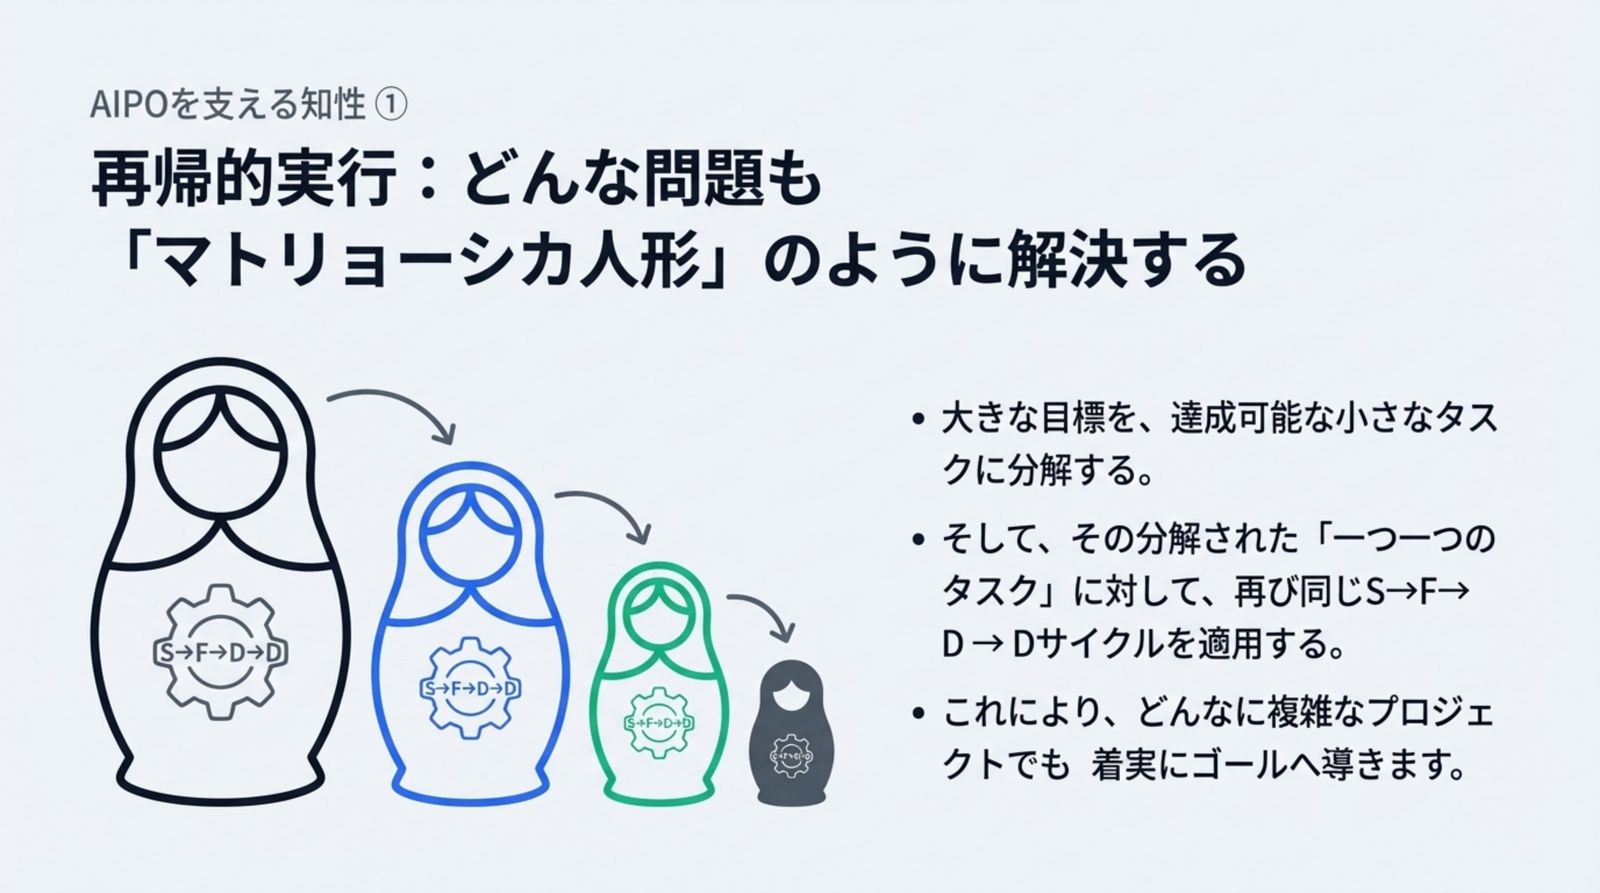 AIPOを支える知性 ①
再帰的実行：どんな問題も
「マトリョーシカ人形」のように解決する
S→F→D→D
S→F→D→D
S→F→D→D
• 大きな目標を、達成可能な小さなタス
クに分解する。
• そして、その分解された「一つ一つの
タスク」に対して、再び同じS→F→
D → Dサイクルを適用する。
• これにより、どんなに複雑なプロジェ
クトでも 着実にゴールへ導きます。